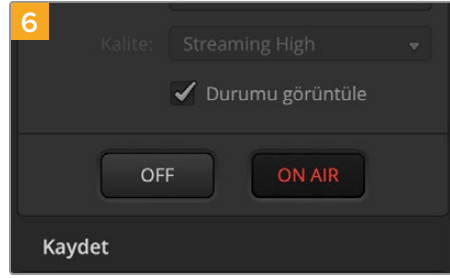 6
Kalite: Streaming High
Durumu görüntüle
OFF ON AIR
Kaydet